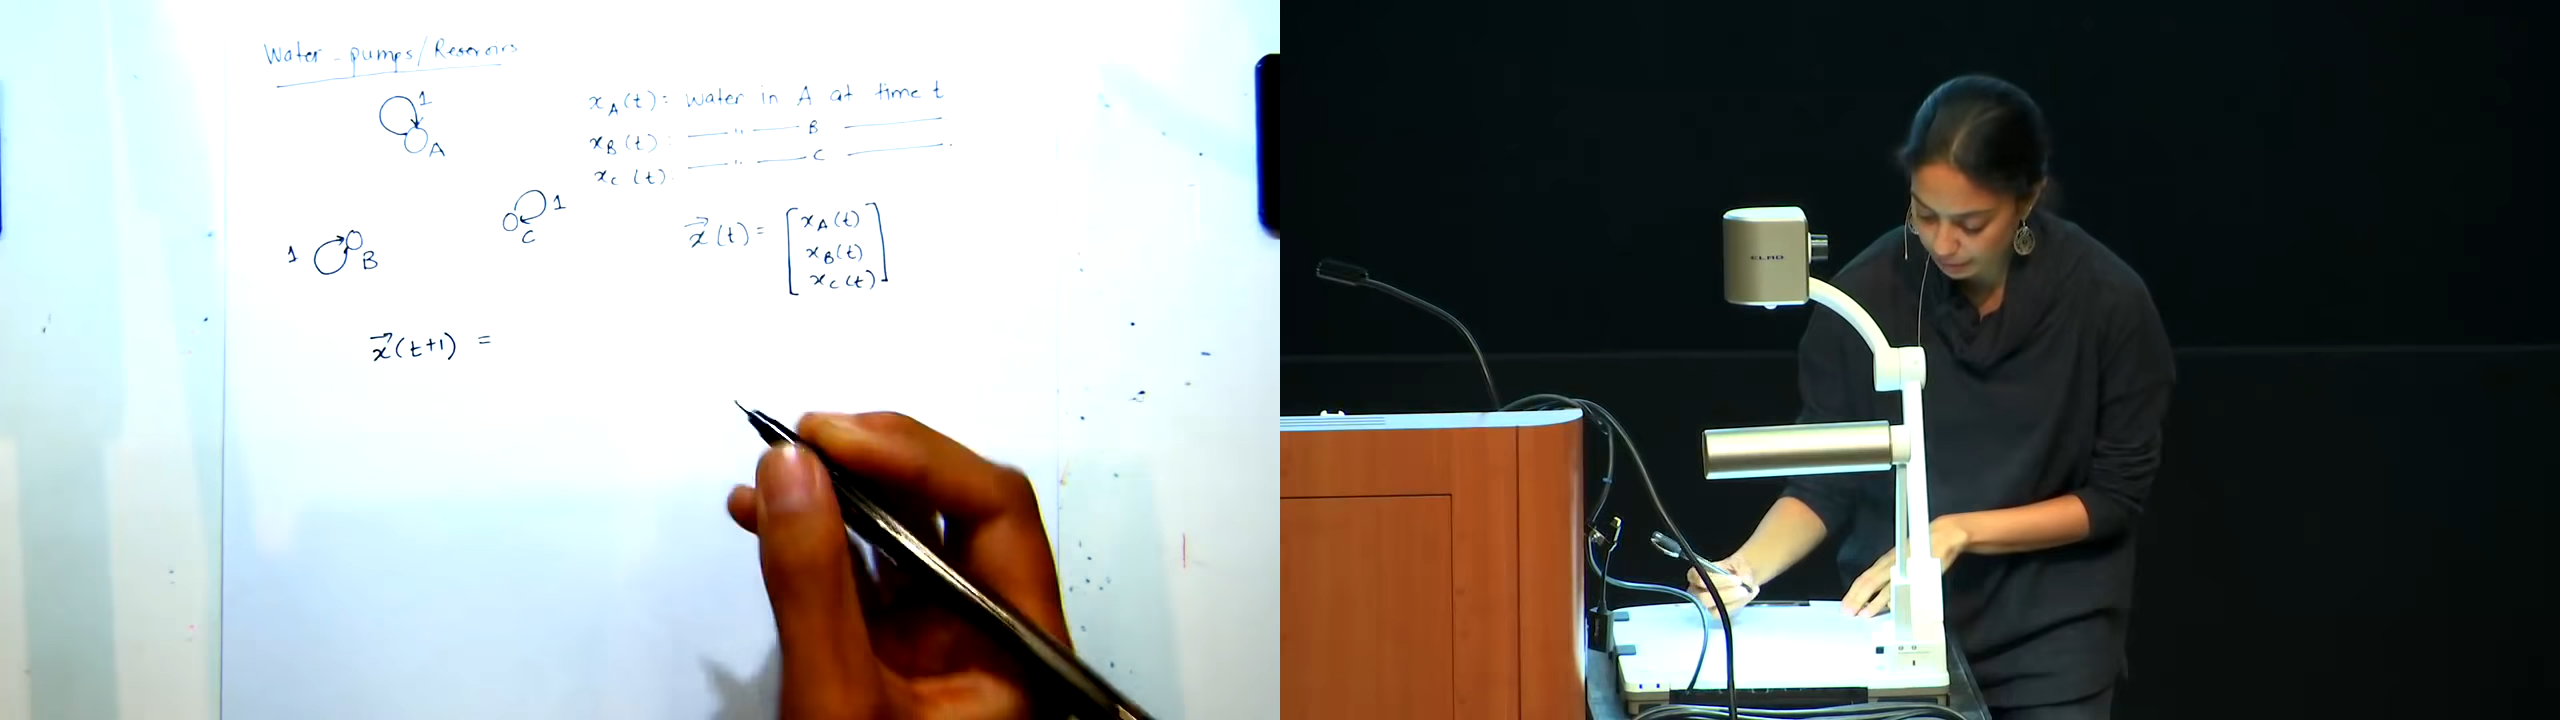 Water - pumps/Reservoirs
1
A
x_A(t): Water in A at time t
x_B(t): —— " —— B ——
x_C(t): —— " —— C ——
1
C
1
B
x⃗(t) = [x_A(t)
x_B(t)
x_C(t)]
x⃗(t+1) =
ELMO